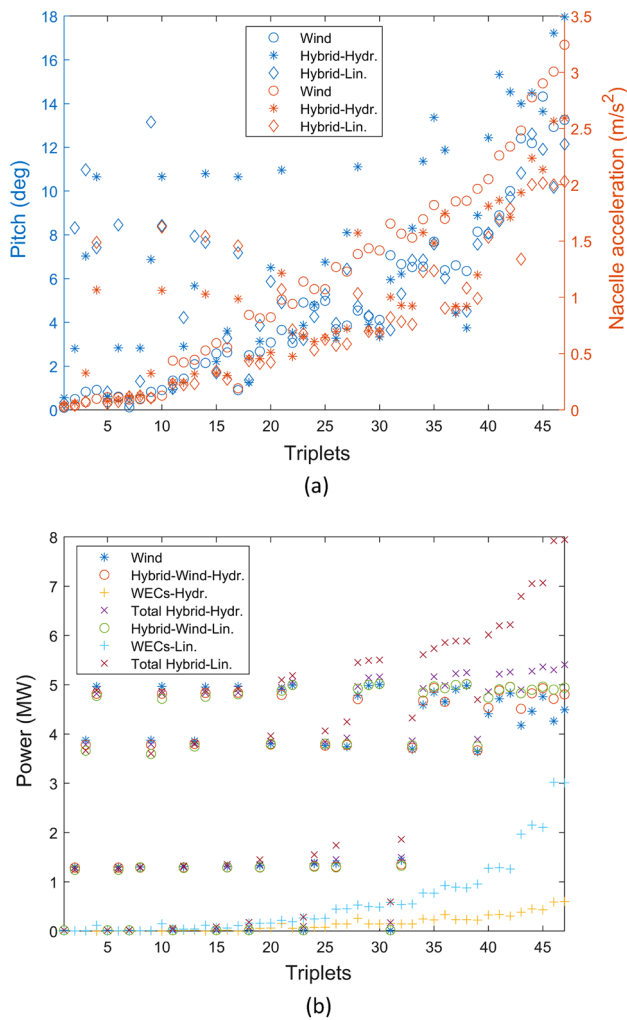 18
16
14
12
10
8
6
4
2
0
Pitch (deg)
Wind
Hybrid-Hydr.
Hybrid-Lin.
Wind
Hybrid-Hydr.
Hybrid-Lin.
3.5
3
2.5
2
1.5
1
0.5
0
Nacelle acceleration (m/s²)
5 10 15 20 25 30 35 40 45
Triplets
(a)
8
7
6
5
4
3
2
1
0
Power (MW)
Wind
Hybrid-Wind-Hydr.
WECs-Hydr.
Total Hybrid-Hydr.
Hybrid-Wind-Lin.
WECs-Lin.
Total Hybrid-Lin.
5 10 15 20 25 30 35 40 45
Triplets
(b)